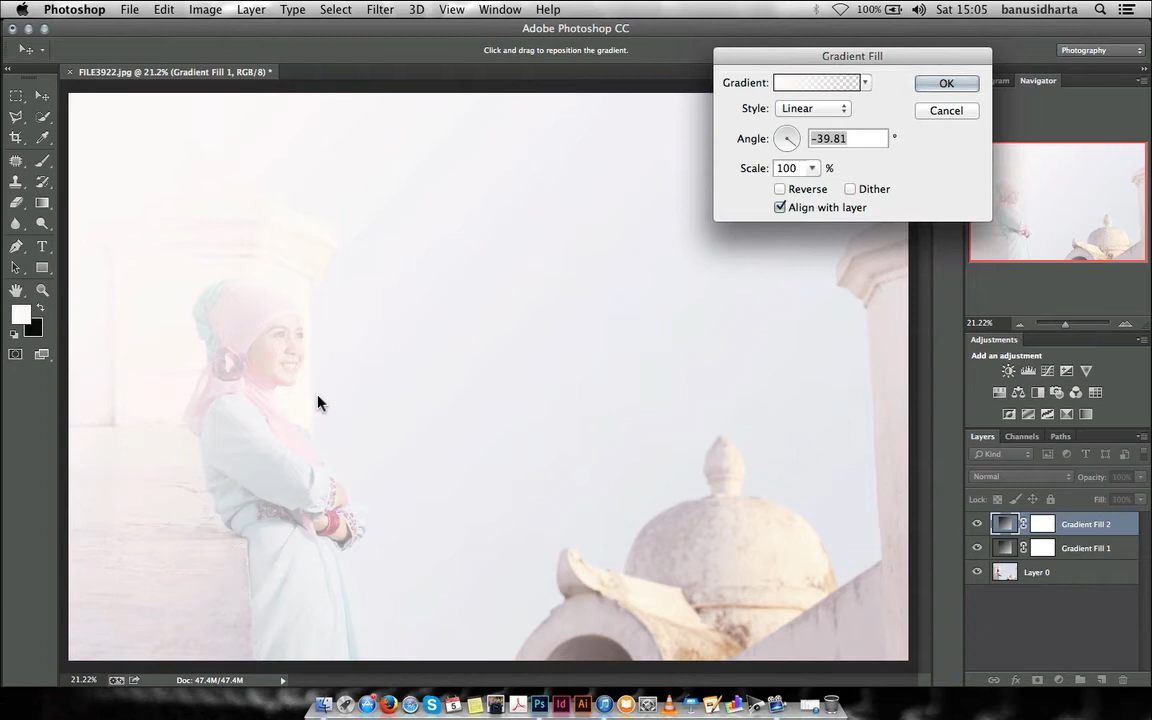 Photoshop File Edit Image Layer Type Select Filter 3D View Window Help 100% Sat 15:05 banusidharta
Adobe Photoshop CC
Click and drag to reposition the gradient. Photography
FILE3922.jpg @ 21.2% (Gradient Fill 1, RGB/8) *
Gradient Fill
Gradient: OK
Style: Linear Cancel
Angle: -39.81 °
Scale: 100 %
Reverse Dither
Align with layer
Navigator
21.22%
Adjustments
Add an adjustment
Layers Channels Paths
Kind
Normal Opacity: 100%
Lock: Fill: 100%
Gradient Fill 2
Gradient Fill 1
Layer 0
21.22% Doc: 47.4M/47.4M